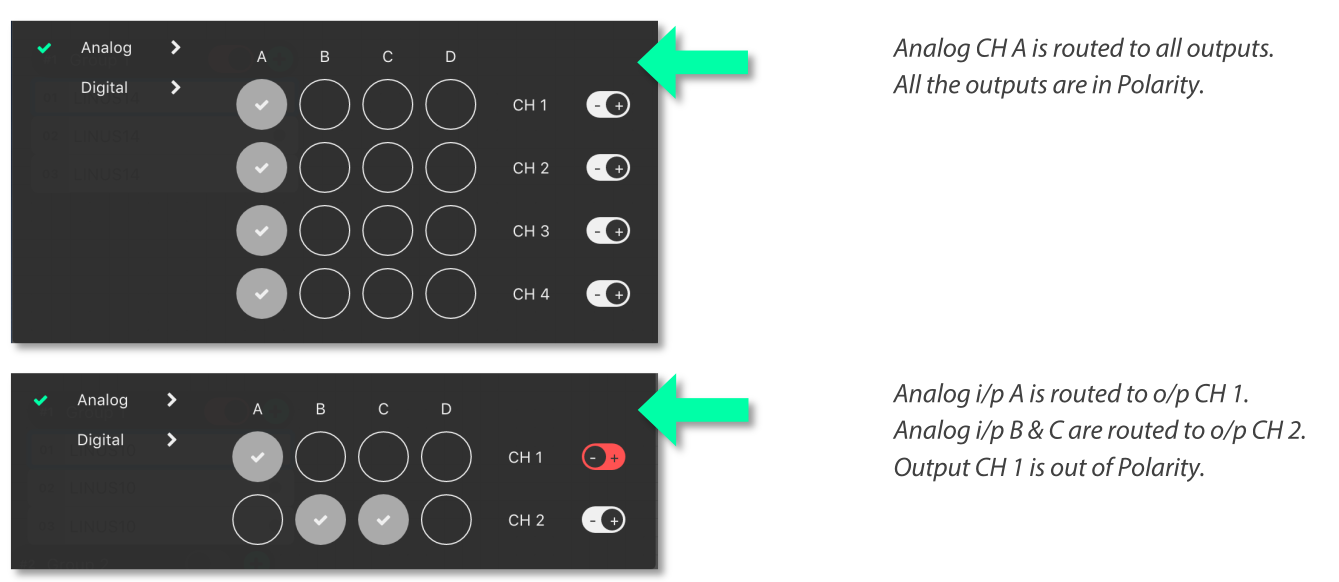 Analog
Digital
A B C D
CH 1 - +
CH 2 - +
CH 3 - +
CH 4 - +
Analog CH A is routed to all outputs.
All the outputs are in Polarity.
Analog
Digital
A B C D
CH 1 - +
CH 2 - +
Analog i/p A is routed to o/p CH 1.
Analog i/p B & C are routed to o/p CH 2.
Output CH 1 is out of Polarity.